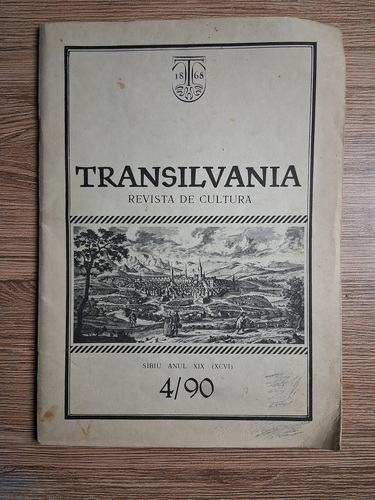 18 T 68
TRANSILVANIA
REVISTA DE CULTURA
SIBIU ANUL XIX (XCVI)
4/90